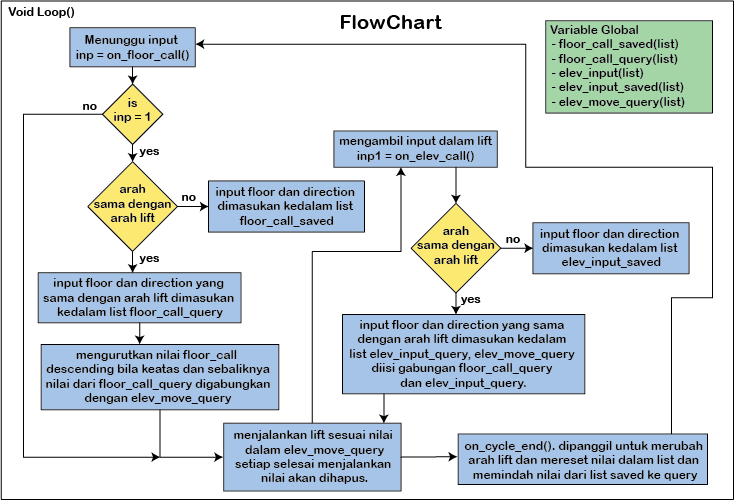 Void Loop()
FlowChart
Variable Global
- floor_call_saved(list)
- floor_call_query(list)
- elev_input(list)
- elev_input_saved(list)
- elev_move_query(list)
Menunggu input
inp = on_floor_call()
is
inp = 1
no
yes
arah
sama dengan
arah lift
no
input floor dan direction
dimasukan kedalam list
floor_call_saved
yes
input floor dan direction yang
sama dengan arah lift dimasukan
kedalam list floor_call_query
mengurutkan nilai floor_call
descending bila keatas dan sebaliknya
nilai dari floor_call_query digabungkan
dengan elev_move_query
menjalankan lift sesuai nilai
dalam elev_move_query
setiap selesai menjalankan
nilai akan dihapus.
mengambil input dalam lift
inp1 = on_elev_call()
arah
sama dengan
arah lift
no
input floor dan direction
dimasukan kedalam list
elev_input_saved
yes
input floor dan direction yang sama
dengan arah lift dimasukan kedalam
list elev_input_query, elev_move_query
diisi gabungan floor_call_query
dan elev_input_query.
on_cycle_end(). dipanggil untuk merubah
arah lift dan mereset nilai dalam list dan
memindah nilai dari list saved ke query